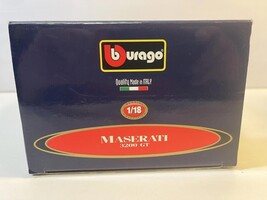 burago
Quality Made in ITALY
1/18
MASERATI
3200 GT